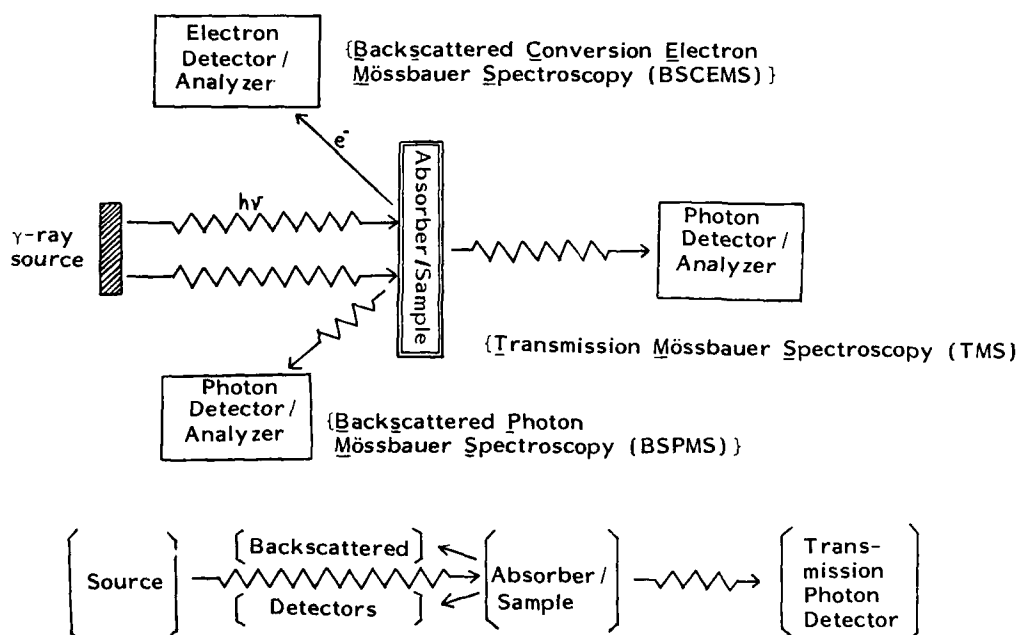 Electron
Detector/
Analyzer
{Backscattered Conversion Electron
Mössbauer Spectroscopy (BSCEMS)}
e⁻
hν
γ-ray
source
Absorber/Sample
Photon
Detector/
Analyzer
{Transmission Mössbauer Spectroscopy (TMS)
Photon
Detector/
Analyzer
{Backscattered Photon
Mössbauer Spectroscopy (BSPMS)}
Source
Backscattered
Detectors
Absorber/
Sample
Trans-
mission
Photon
Detector